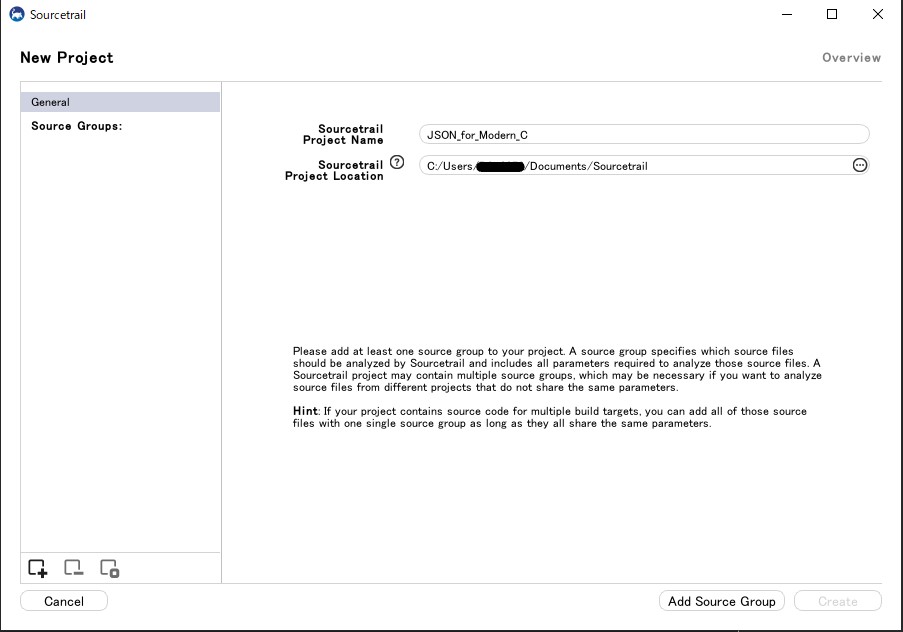 Sourcetrail
New Project
Overview
General
Source Groups:
Sourcetrail
Project Name
JSON_for_Modern_C
Sourcetrail
Project Location
?
C:/Users/ /Documents/Sourcetrail
Please add at least one source group to your project. A source group specifies which source files
should be analyzed by Sourcetrail and includes all parameters required to analyze those source files. A
Sourcetrail project may contain multiple source groups, which may be necessary if you want to analyze
source files from different projects that do not share the same parameters.
Hint: If your project contains source code for multiple build targets, you can add all of those source
files with one single source group as long as they all share the same parameters.
Cancel
Add Source Group
Create